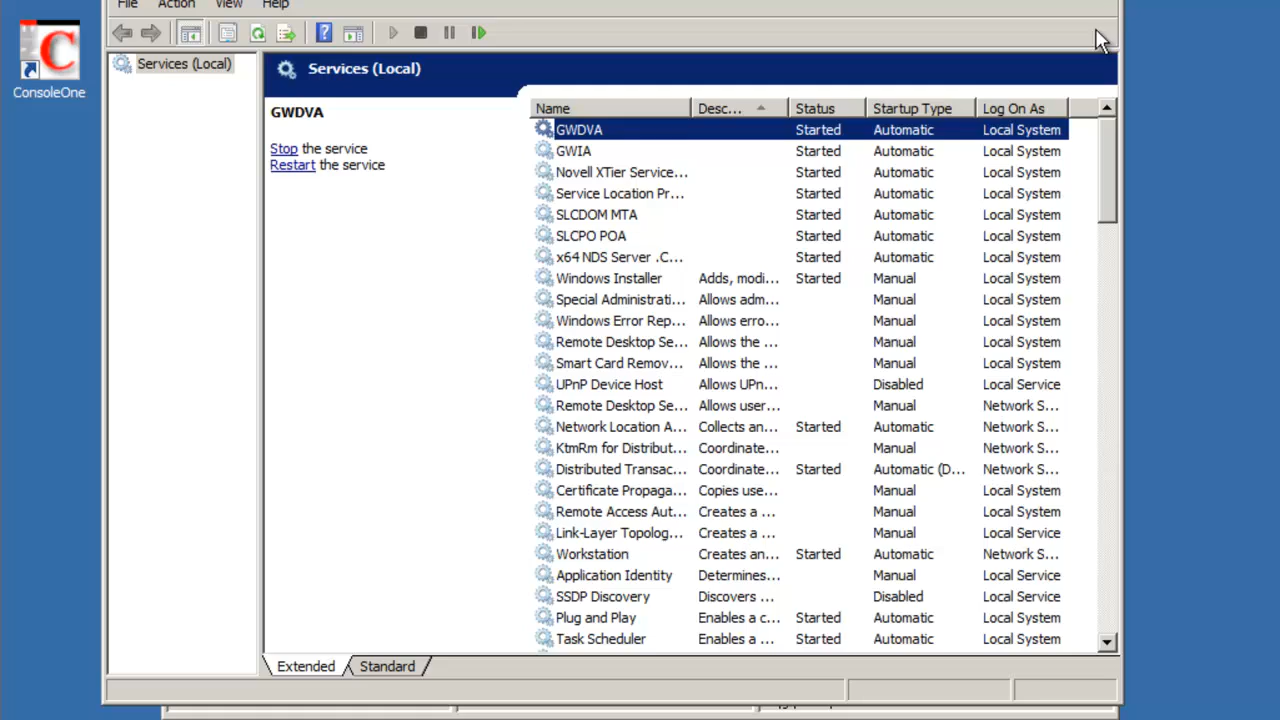 File Action View Help
C
ConsoleOne
Services (Local)
Services (Local)
GWDVA
Stop the service
Restart the service
Name Desc... Status Startup Type Log On As
GWDVA Started Automatic Local System
GWIA Started Automatic Local System
Novell XTier Service... Started Automatic Local System
Service Location Pr... Started Automatic Local System
SLCDOM MTA Started Automatic Local System
SLCPO POA Started Automatic Local System
x64 NDS Server .C... Started Automatic Local System
Windows Installer Adds, modi... Started Manual Local System
Special Administrati... Allows adm... Manual Local System
Windows Error Rep... Allows erro... Manual Local System
Remote Desktop Se... Allows the ... Manual Local System
Smart Card Remov... Allows the ... Manual Local System
UPnP Device Host Allows UPn... Disabled Local Service
Remote Desktop Se... Allows user... Manual Network S...
Network Location A... Collects an... Started Automatic Network S...
KtmRm for Distribut... Coordinate... Manual Network S...
Distributed Transac... Coordinate... Started Automatic (D... Network S...
Certificate Propaga... Copies use... Manual Local System
Remote Access Aut... Creates a ... Manual Local System
Link-Layer Topolog... Creates a ... Manual Local Service
Workstation Creates an... Started Automatic Network S...
Application Identity Determines... Manual Local Service
SSDP Discovery Discovers ... Disabled Local Service
Plug and Play Enables a c... Started Automatic Local System
Task Scheduler Enables a ... Started Automatic Local System
Extended Standard